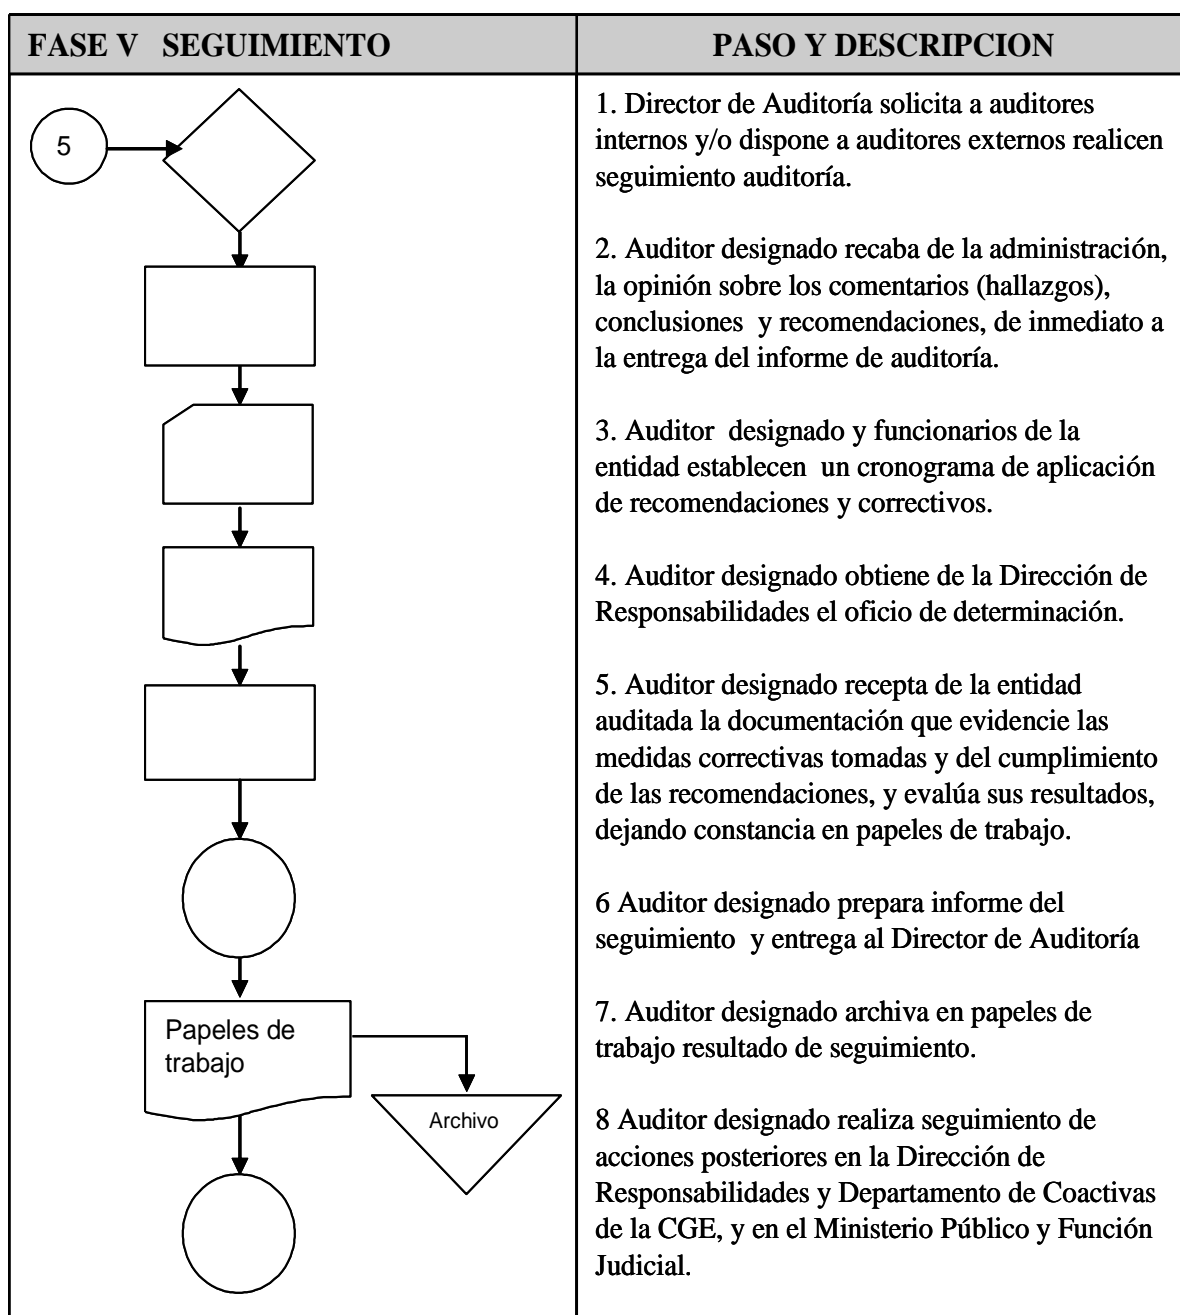 FASE V SEGUIMIENTO
PASO Y DESCRIPCION
5
Papeles de
trabajo
Archivo
1. Director de Auditoría solicita a auditores
internos y/o dispone a auditores externos realicen
seguimiento auditoría.
2. Auditor designado recaba de la administración,
la opinión sobre los comentarios (hallazgos),
conclusiones y recomendaciones, de inmediato a
la entrega del informe de auditoría.
3. Auditor designado y funcionarios de la
entidad establecen un cronograma de aplicación
de recomendaciones y correctivos.
4. Auditor designado obtiene de la Dirección de
Responsabilidades el oficio de determinación.
5. Auditor designado recepta de la entidad
auditada la documentación que evidencie las
medidas correctivas tomadas y del cumplimiento
de las recomendaciones, y evalúa sus resultados,
dejando constancia en papeles de trabajo.
6 Auditor designado prepara informe del
seguimiento y entrega al Director de Auditoría
7. Auditor designado archiva en papeles de
trabajo resultado de seguimiento.
8 Auditor designado realiza seguimiento de
acciones posteriores en la Dirección de
Responsabilidades y Departamento de Coactivas
de la CGE, y en el Ministerio Público y Función
Judicial.